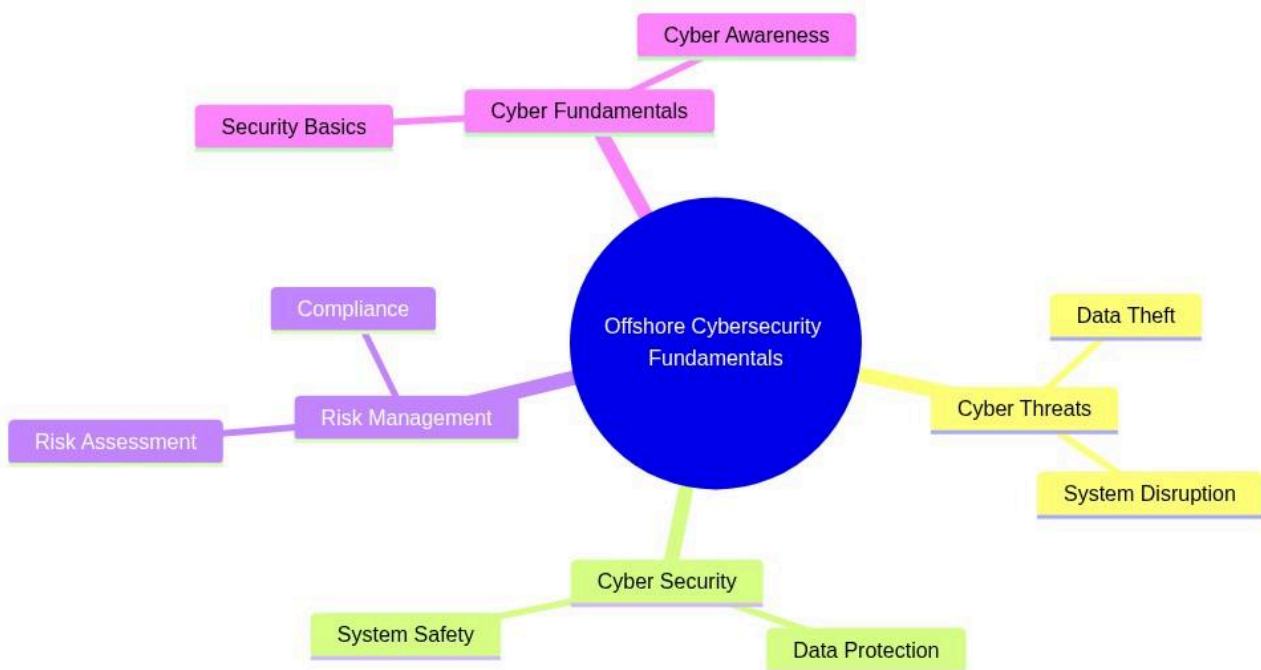 Cyber Awareness
Cyber Fundamentals
Security Basics
Compliance
Risk Management
Risk Assessment
Offshore Cybersecurity
Fundamentals
Data Theft
Cyber Threats
System Disruption
Cyber Security
System Safety
Data Protection